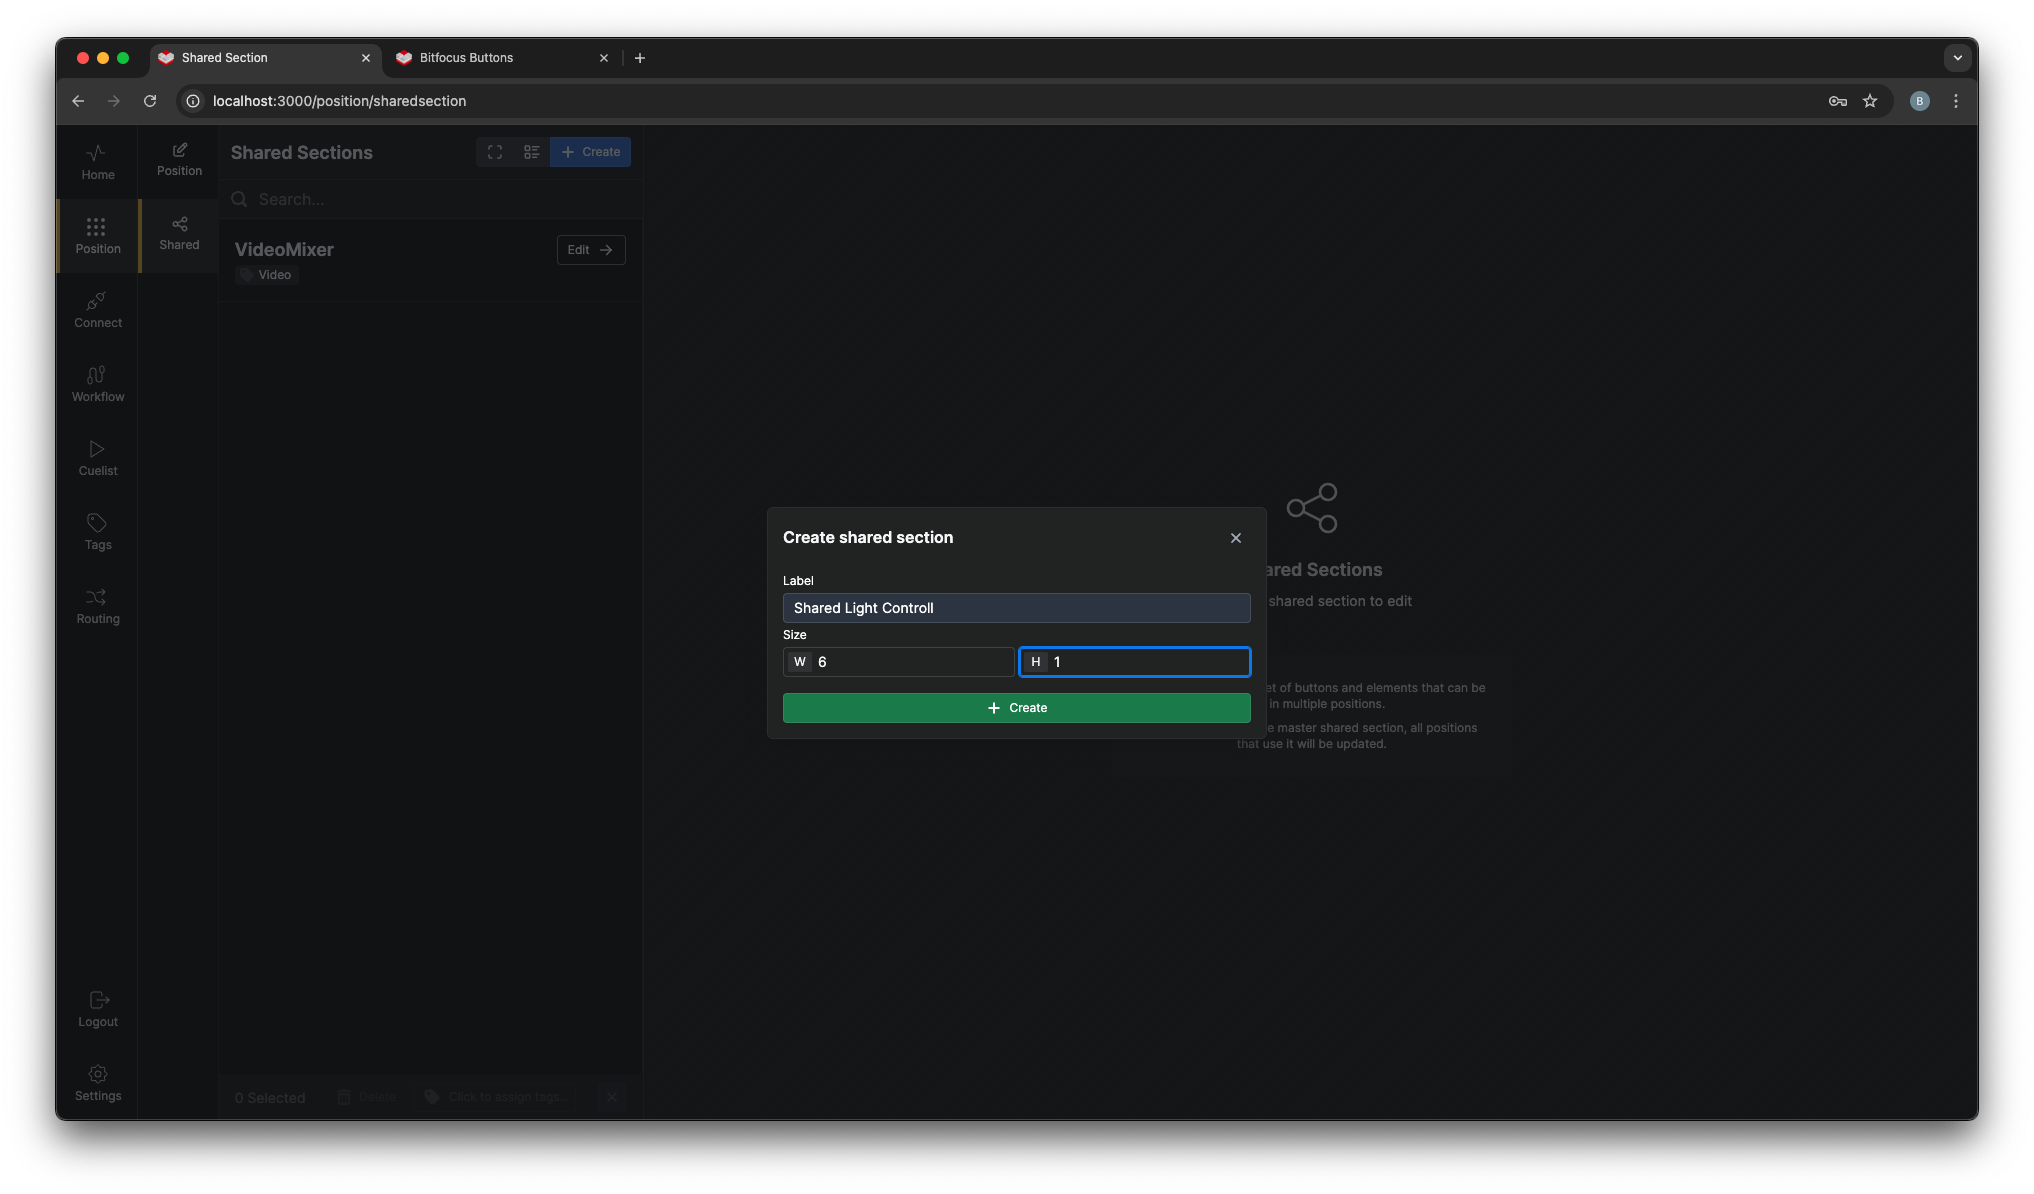 Shared Section
Bitfocus Buttons
localhost:3000/position/sharedsection
B
Home
Position
Shared Sections
Create
Search...
Position
Shared
VideoMixer
Edit
Video
Connect
Workflow
Cuelist
Tags
Routing
Logout
Settings
0 Selected
Delete
Click to assign tags...
Create shared section
Label
Shared Light Controll
Size
W 6
H 1
Create
ared Sections
shared section to edit
et of buttons and elements that can be
in multiple positions.
e master shared section, all positions
that use it will be updated.